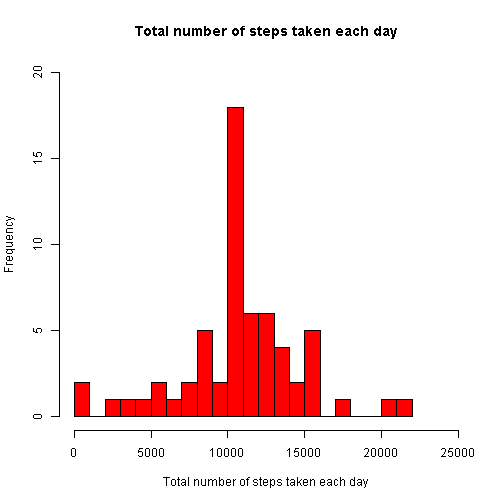 Total number of steps taken each day
Frequency
20
15
10
5
0
0 5000 10000 15000 20000 25000
Total number of steps taken each day